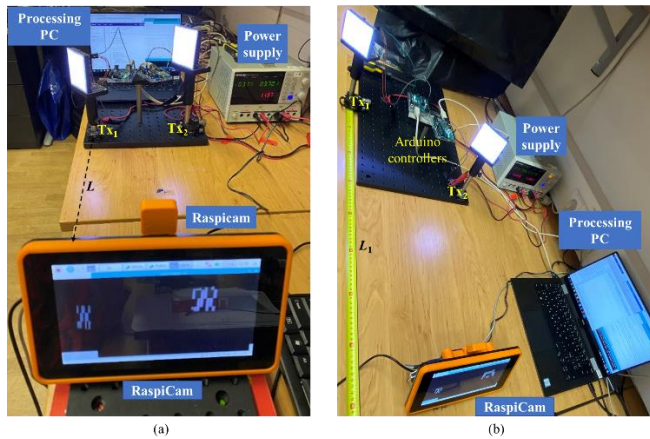 Processing
PC
Power
supply
Tx1
Tx2
L
Raspicam
RaspiCam
(a)
Tx1
Arduino
controllers
Power
supply
Tx2
Processing
PC
L1
RaspiCam
(b)